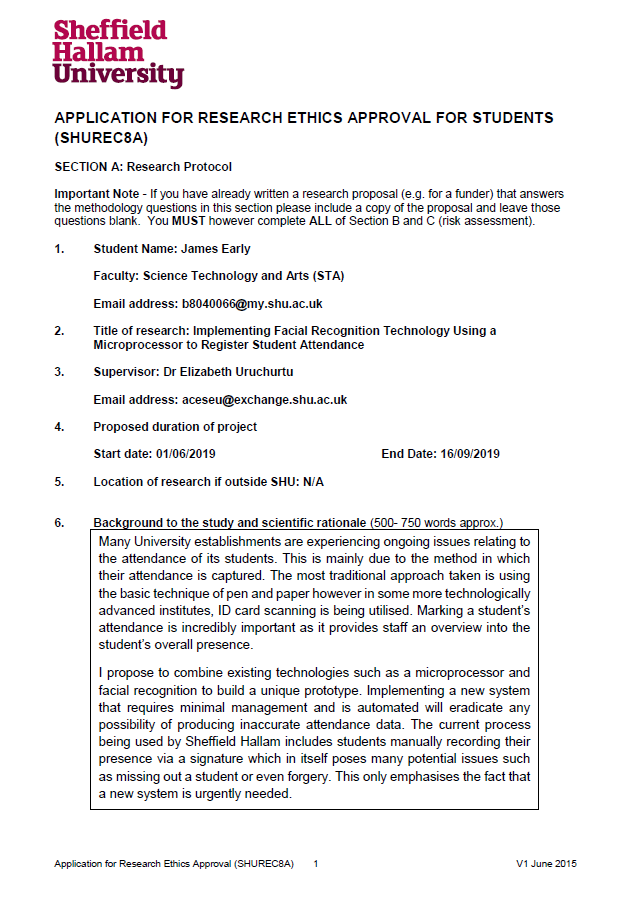 Sheffield
Hallam
University
APPLICATION FOR RESEARCH ETHICS APPROVAL FOR STUDENTS
(SHUREC8A)
SECTION A: Research Protocol
Important Note - If you have already written a research proposal (e.g. for a funder) that answers
the methodology questions in this section please include a copy of the proposal and leave those
questions blank. You MUST however complete ALL of Section B and C (risk assessment).
1. Student Name: James Early
Faculty: Science Technology and Arts (STA)
Email address: b8040066@my.shu.ac.uk
2. Title of research: Implementing Facial Recognition Technology Using a
Microprocessor to Register Student Attendance
3. Supervisor: Dr Elizabeth Uruchurtu
Email address: aceseu@exchange.shu.ac.uk
4. Proposed duration of project
Start date: 01/06/2019 End Date: 16/09/2019
5. Location of research if outside SHU: N/A
6. Background to the study and scientific rationale (500- 750 words approx.)
Many University establishments are experiencing ongoing issues relating to
the attendance of its students. This is mainly due to the method in which
their attendance is captured. The most traditional approach taken is using
the basic technique of pen and paper however in some more technologically
advanced institutes, ID card scanning is being utilised. Marking a student's
attendance is incredibly important as it provides staff an overview into the
student's overall presence.
I propose to combine existing technologies such as a microprocessor and
facial recognition to build a unique prototype. Implementing a new system
that requires minimal management and is automated will eradicate any
possibility of producing inaccurate attendance data. The current process
being used by Sheffield Hallam includes students manually recording their
presence via a signature which in itself poses many potential issues such
as missing out a student or even forgery. This only emphasises the fact that
a new system is urgently needed.
Application for Research Ethics Approval (SHUREC8A) 1 V1 June 2015